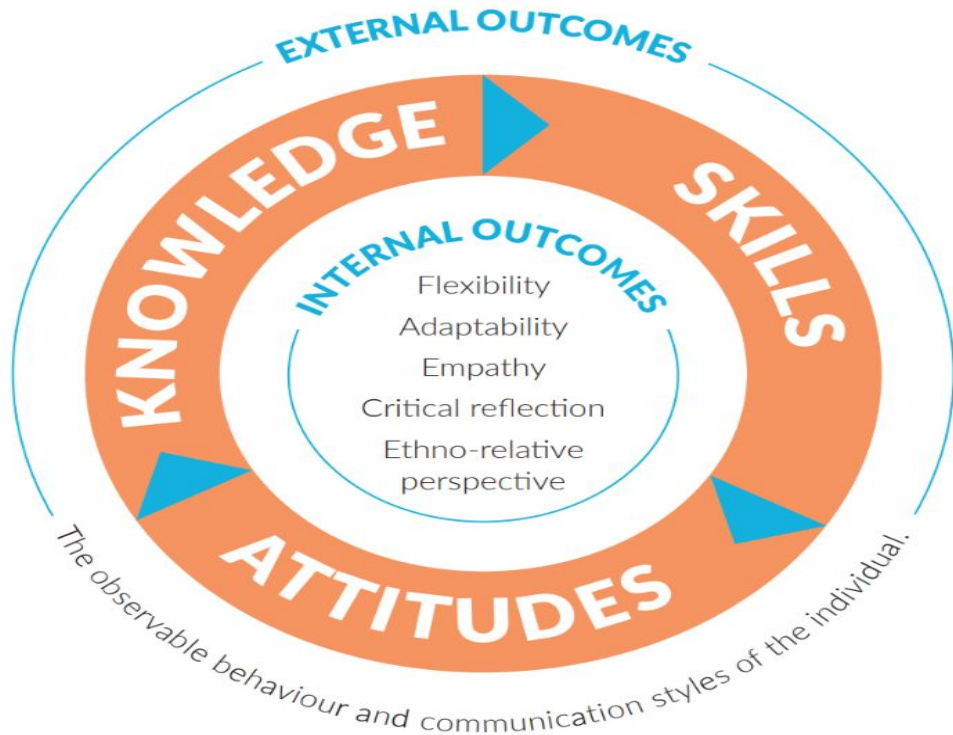 EXTERNAL OUTCOMES
KNOWLEDGE
SKILLS
ATTITUDES
INTERNAL OUTCOMES
Flexibility
Adaptability
Empathy
Critical reflection
Ethno-relative
perspective
The observable behaviour and communication styles of the individual.